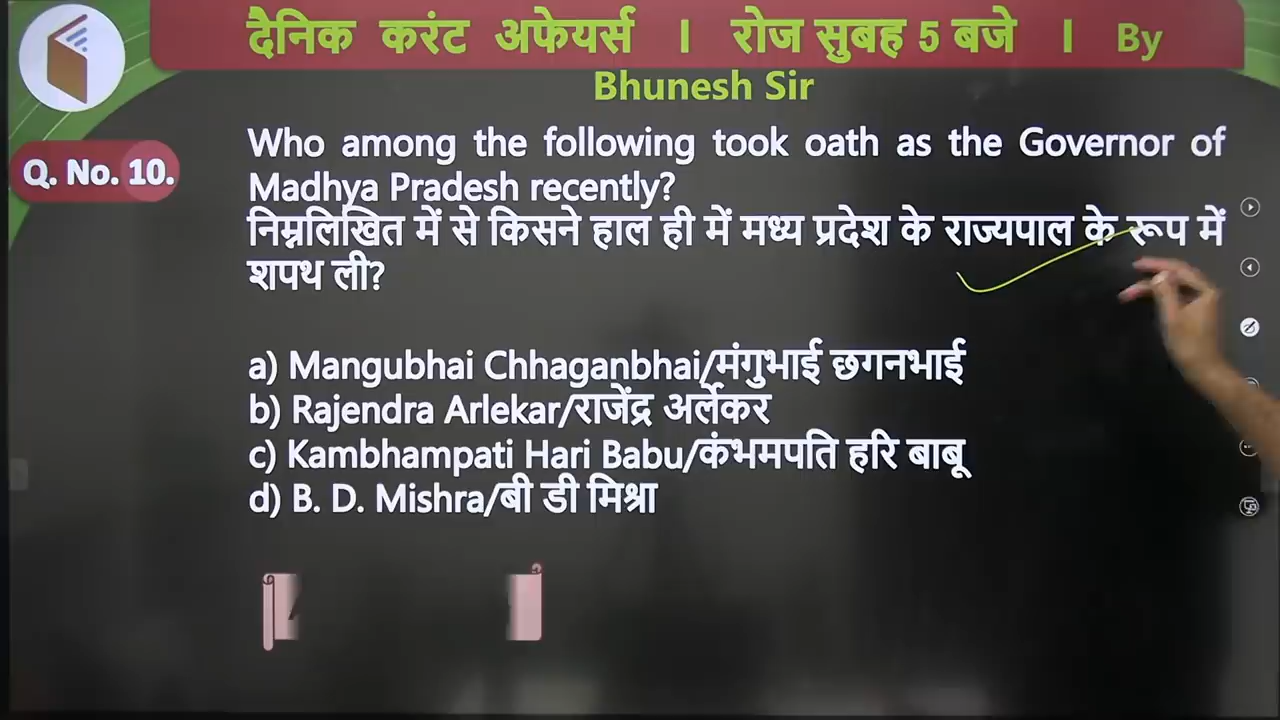 दैनिक करंट अफेयर्स । रोज सुबह 5 बजे । By
Bhunesh Sir
Q. No. 10.
Who among the following took oath as the Governor of
Madhya Pradesh recently?
निम्नलिखित में से किसने हाल ही में मध्य प्रदेश के राज्यपाल के रूप में
शपथ ली?
a) Mangubhai Chhaganbhai/मंगुभाई छगनभाई
b) Rajendra Arlekar/राजेंद्र अर्लेकर
c) Kambhampati Hari Babu/कंभमपति हरि बाबू
d) B. D. Mishra/बी डी मिश्रा